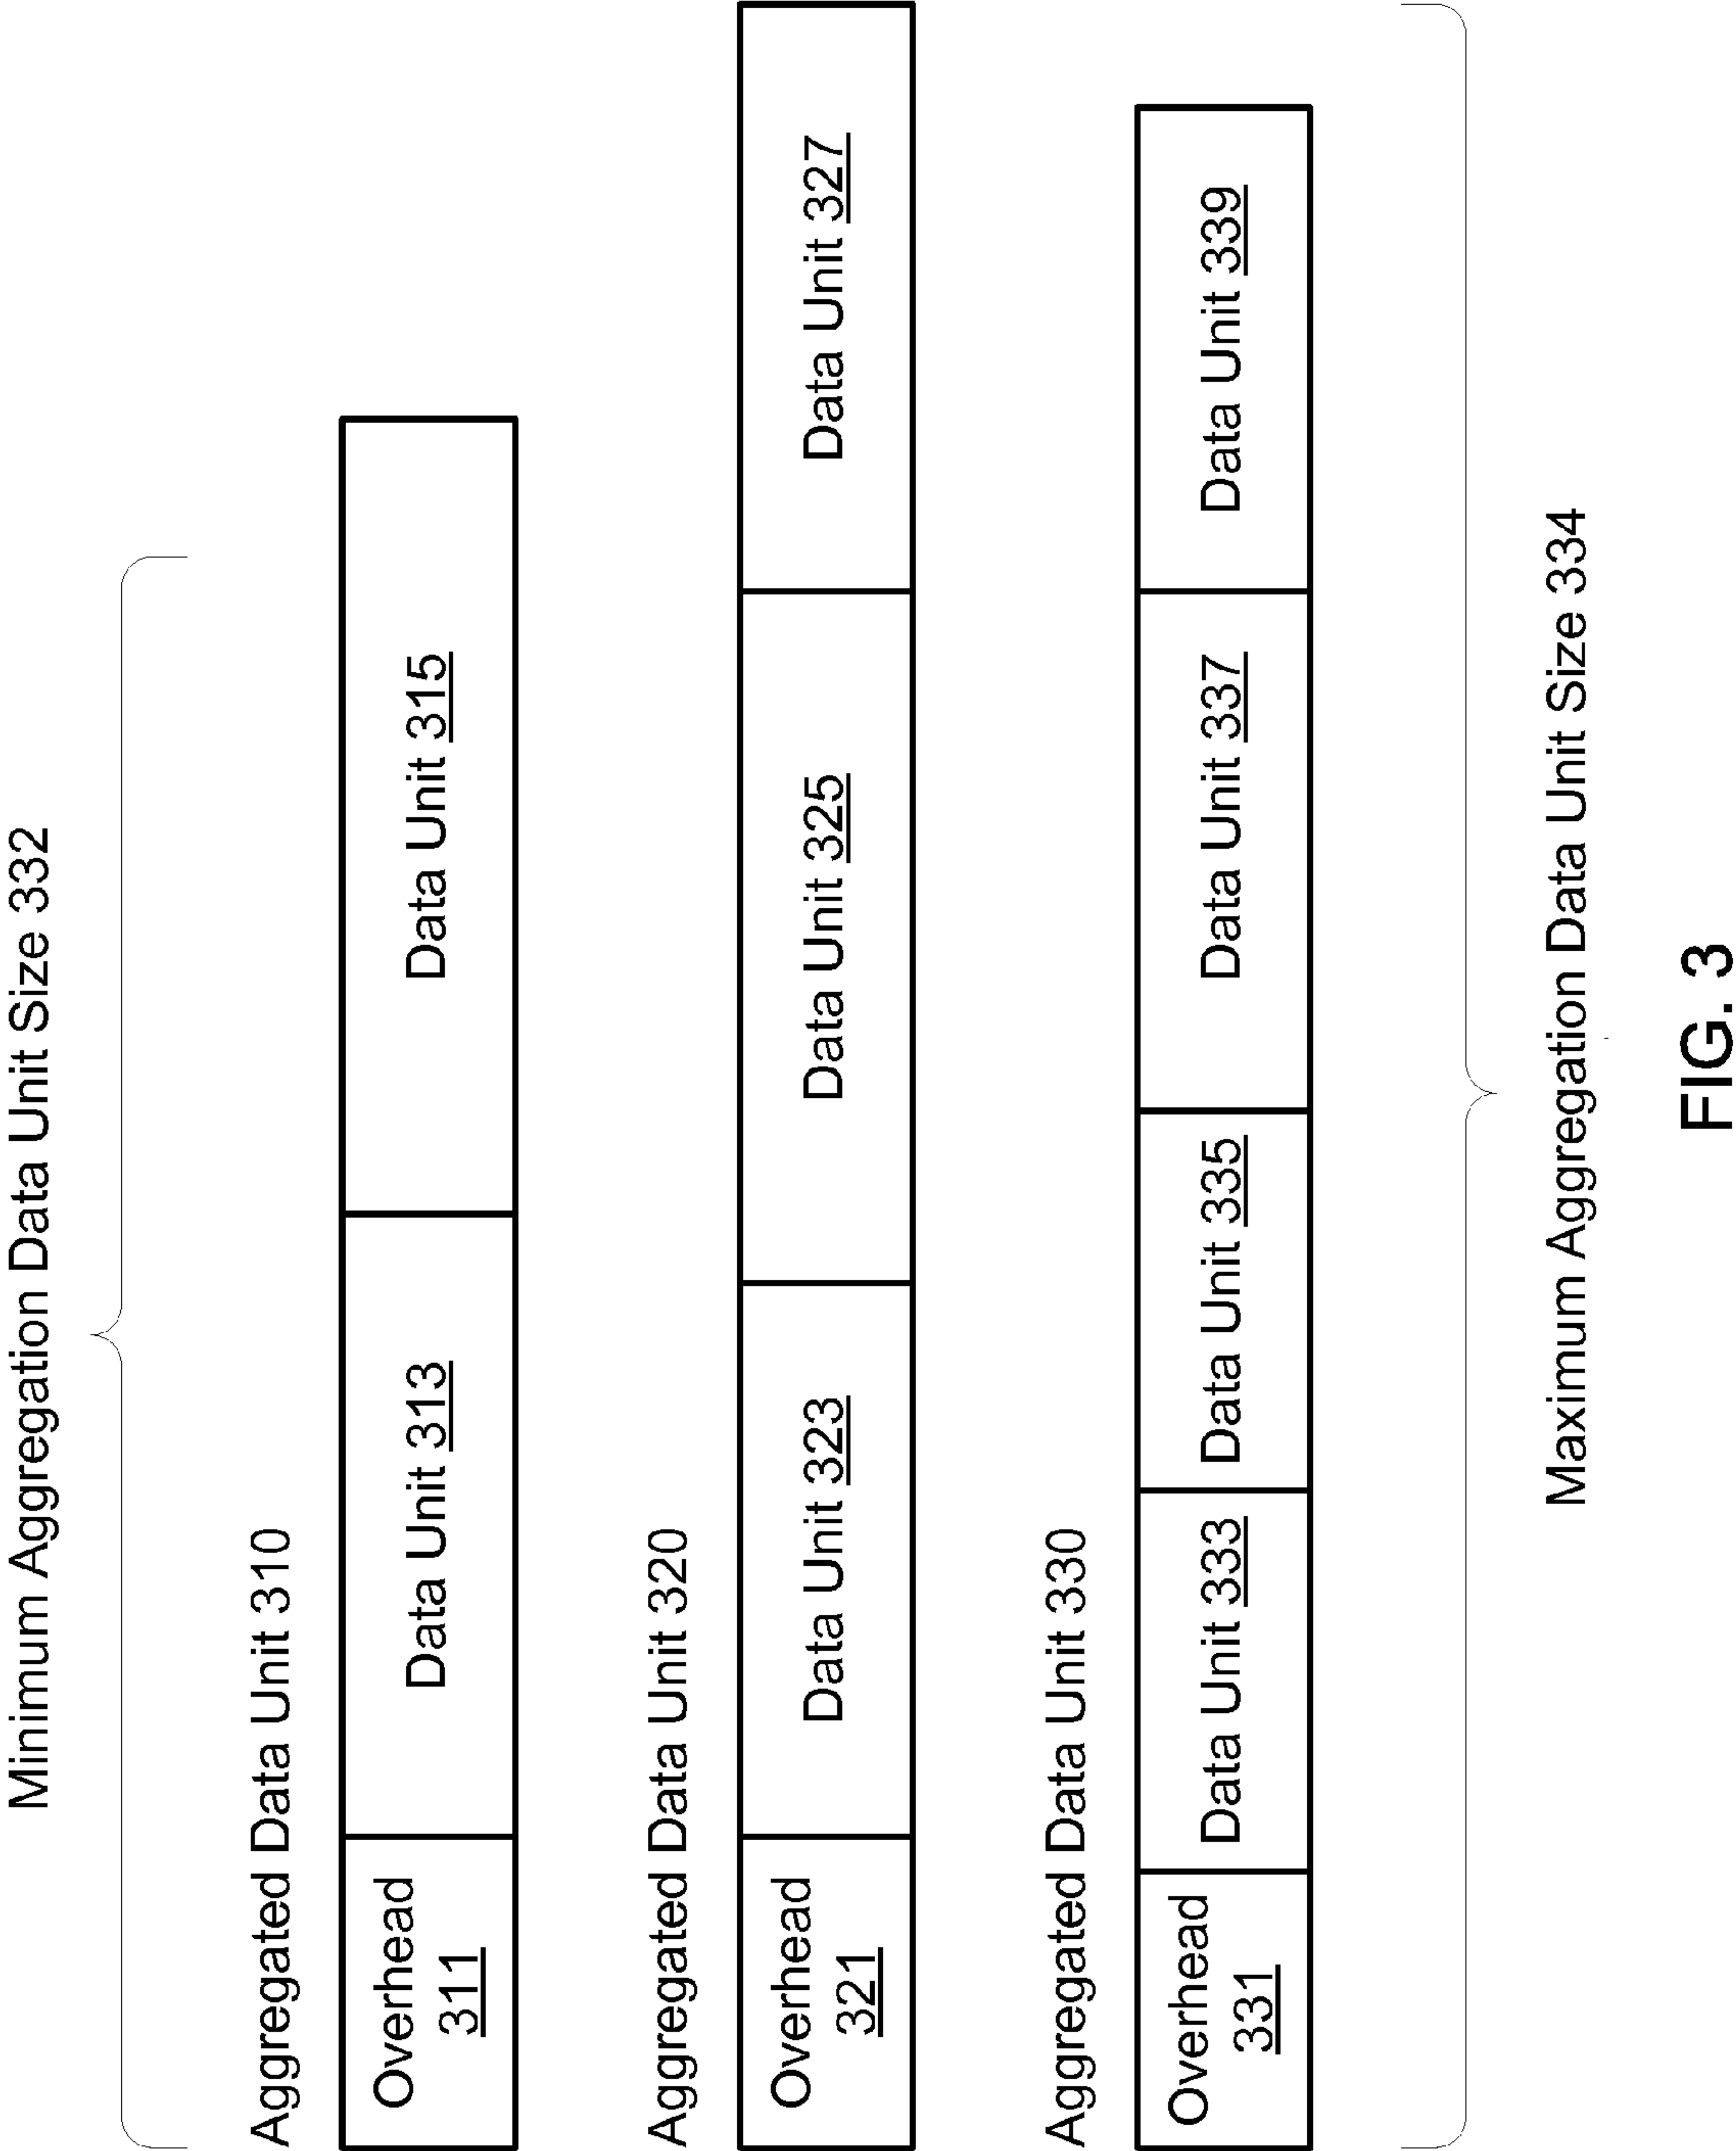 Minimum Aggregation Data Unit Size 332
Aggregated Data Unit 310
Overhead
311
Data Unit 313
Data Unit 315
Aggregated Data Unit 320
Overhead
321
Data Unit 323
Data Unit 325
Data Unit 327
Aggregated Data Unit 330
Overhead
331
Data Unit 333
Data Unit 335
Data Unit 337
Data Unit 339
Maximum Aggregation Data Unit Size 334
FIG. 3